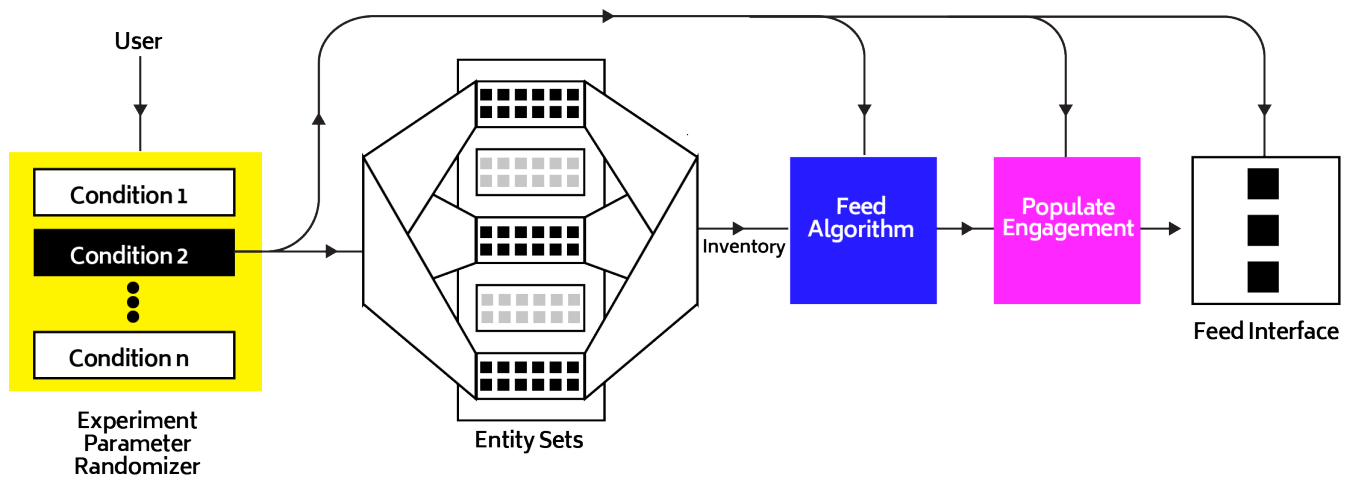 User
Condition 1
Condition 2
Condition n
Experiment
Parameter
Randomizer
Entity Sets
Inventory
Feed
Algorithm
Populate
Engagement
Feed Interface